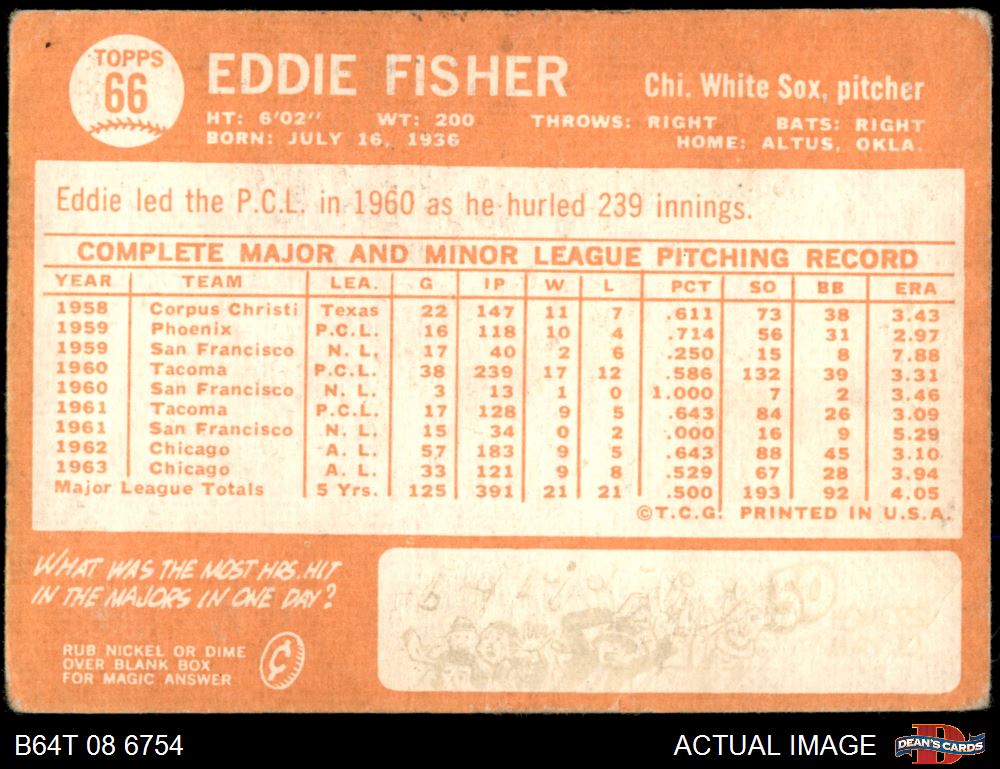 TOPPS
66
EDDIE FISHER
Chi. White Sox, pitcher
HT: 6'02" WT: 200 THROWS: RIGHT BATS: RIGHT
BORN: JULY 16, 1936 HOME: ALTUS, OKLA.
Eddie led the P.C.L. in 1960 as he hurled 239 innings.
COMPLETE MAJOR AND MINOR LEAGUE PITCHING RECORD
YEAR TEAM LEA. G IP W L PCT SO BB ERA
1958 Corpus Christi Texas 22 147 11 7 .611 73 38 3.43
1959 Phoenix P.C.L. 16 118 10 4 .714 56 31 2.97
1959 San Francisco N. L. 17 40 2 6 .250 15 8 7.88
1960 Tacoma P.C.L. 38 239 17 12 .586 132 39 3.31
1960 San Francisco N. L. 3 13 1 0 1.000 7 2 3.46
1961 Tacoma P.C.L. 17 128 9 5 .643 84 26 3.09
1961 San Francisco N. L. 15 34 0 2 .000 16 9 5.29
1962 Chicago A. L. 57 183 9 5 .643 88 45 3.10
1963 Chicago A. L. 33 121 9 8 .529 67 28 3.94
Major League Totals 5 Yrs. 125 391 21 21 .500 193 92 4.05
©T.C.G. PRINTED IN U.S.A.
WHAT WAS THE MOST HRS. HIT
IN THE MAJORS IN ONE DAY?
RUB NICKEL OR DIME
OVER BLANK BOX
FOR MAGIC ANSWER
50
B64T 08 6754
ACTUAL IMAGE
DEAN'S CARDS